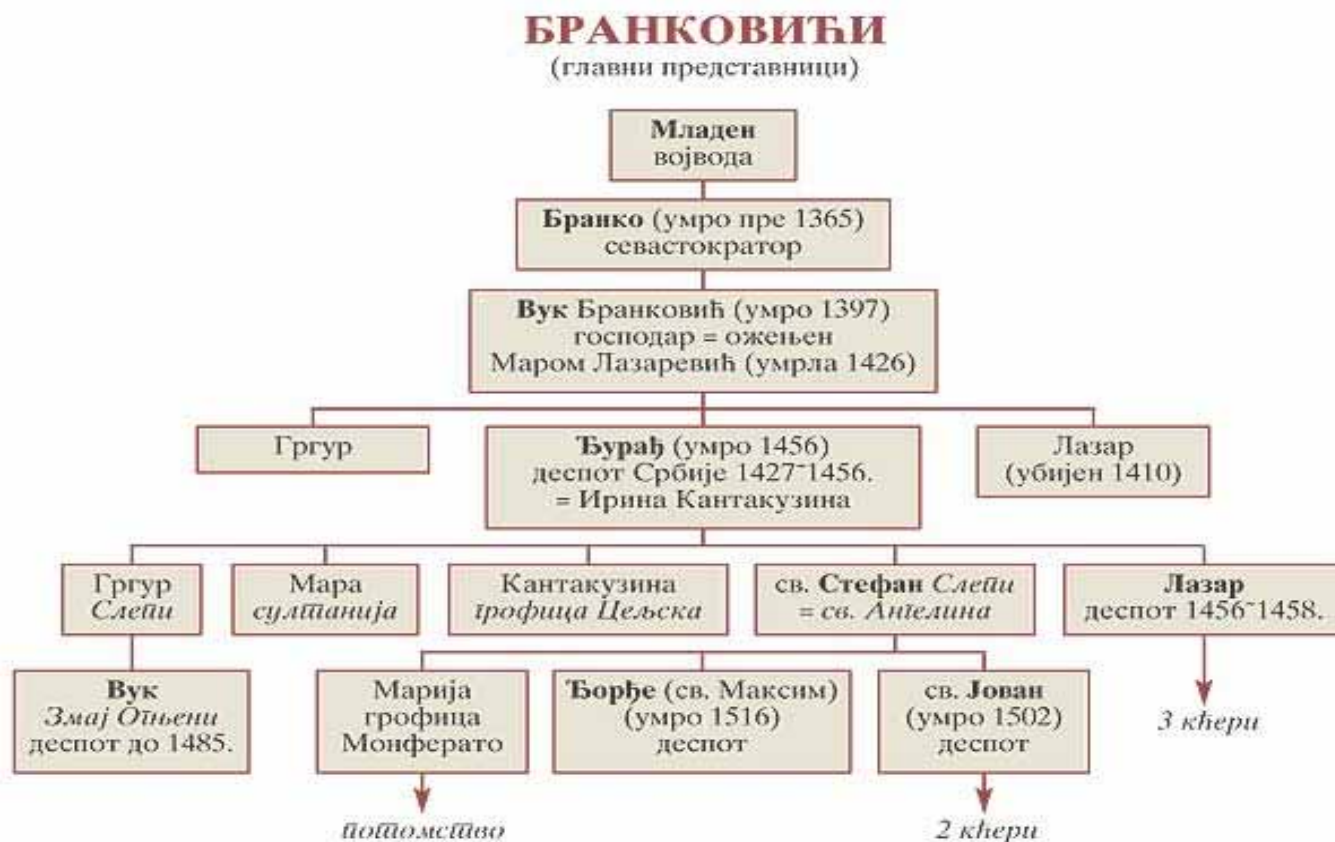 БРАНКОВИЋИ
(главни представници)
Младен
војвода
Бранко (умро пре 1365)
севастократор
Вук Бранковић (умро 1397)
господар = ожењен
Маром Лазаревић (умрла 1426)
Гргур
Ђурађ (умро 1456)
деспот Србије 1427-1456.
= Ирина Кантакузина
Лазар
(убијен 1410)
Гргур
Слепи
Мара
султанија
Кантакузина
грофица Цељска
св. Стефан Слепи
= св. Ангелина
Лазар
деспот 1456-1458.
Вук
Змај Огњени
деспот до 1485.
Марија
грофица
Монферато
Ђорђе (св. Максим)
(умро 1516)
деспот
св. Јован
(умро 1502)
деспот
3 кћери
потомство
2 кћери